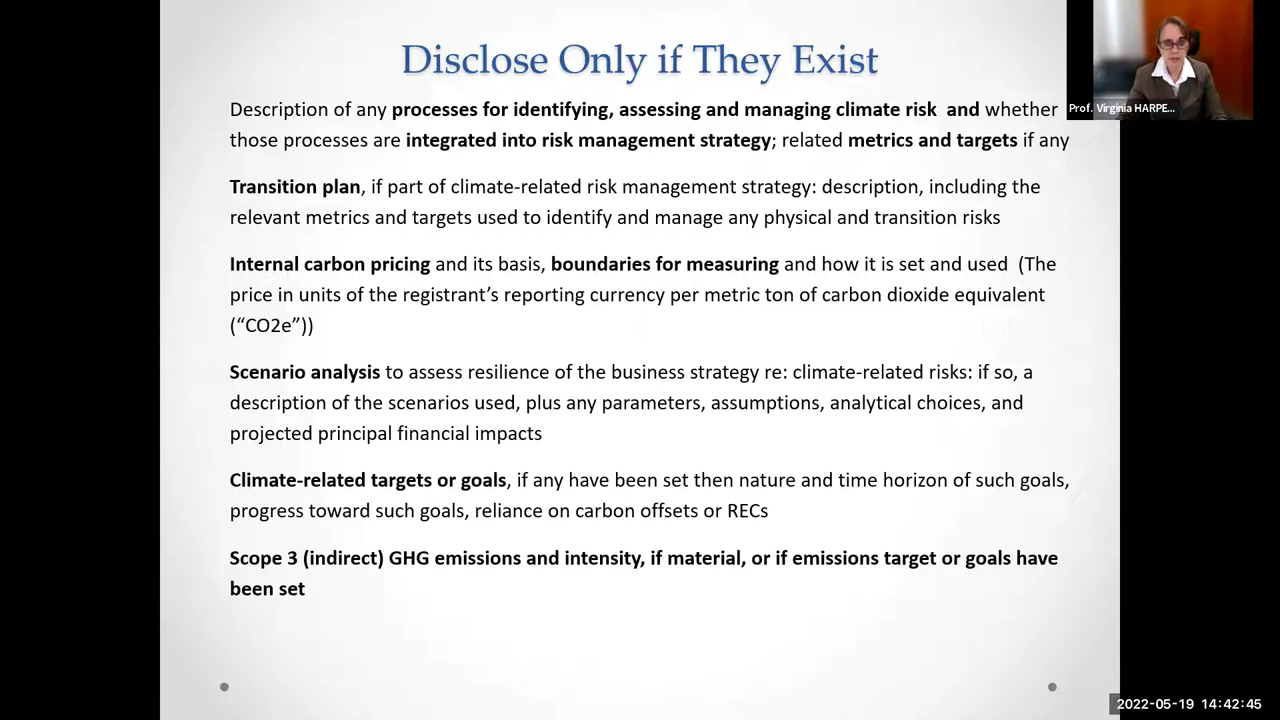 Disclose Only if They Exist
Description of any processes for identifying, assessing and managing climate risk and whether
those processes are integrated into risk management strategy; related metrics and targets if any
Transition plan, if part of climate-related risk management strategy: description, including the
relevant metrics and targets used to identify and manage any physical and transition risks
Internal carbon pricing and its basis, boundaries for measuring and how it is set and used (The
price in units of the registrant’s reporting currency per metric ton of carbon dioxide equivalent
(“CO2e”))
Scenario analysis to assess resilience of the business strategy re: climate-related risks: if so, a
description of the scenarios used, plus any parameters, assumptions, analytical choices, and
projected principal financial impacts
Climate-related targets or goals, if any have been set then nature and time horizon of such goals,
progress toward such goals, reliance on carbon offsets or RECs
Scope 3 (indirect) GHG emissions and intensity, if material, or if emissions target or goals have
been set
Prof. Virginia HARPE...
2022-05-19 14:42:45